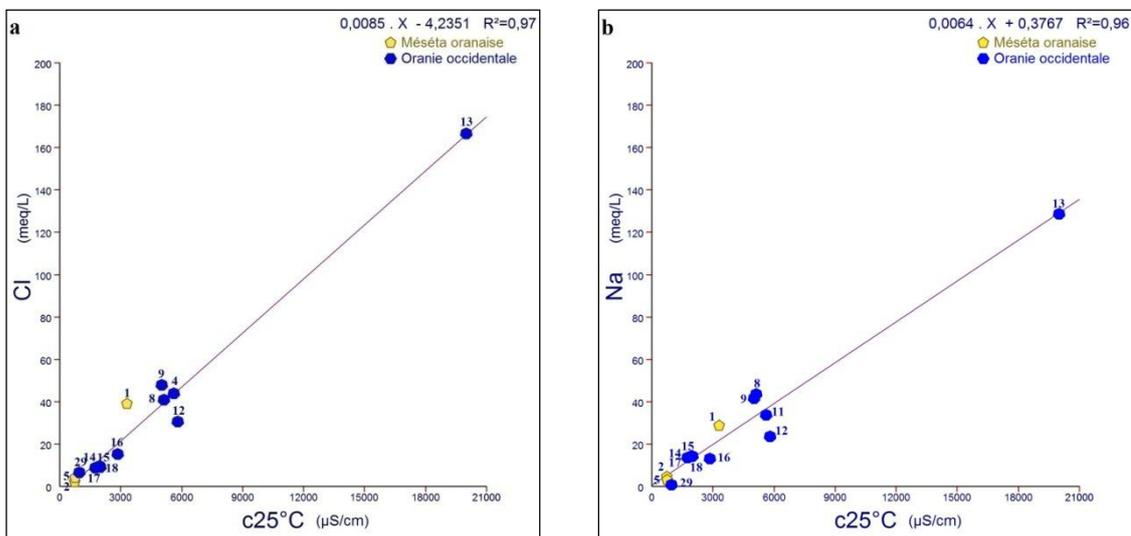 a
0,0085 . X - 4,2351 R²=0,97
Méséta oranaise
Oranie occidentale
200
180
160
140
120
100
80
60
40
20
0
Cl (meq/L)
13
9
4
1
8
12
16
29 14 15
5 18
17
2
0 3000 6000 9000 12000 15000 18000 21000
c25°C (µS/cm)
b
0,0064 . X + 0,3767 R²=0,96
Méséta oranaise
Oranie occidentale
200
180
160
140
120
100
80
60
40
20
0
Na (meq/L)
13
8
9
1 11
12
15
14
2 17 16
18
5 29
0 3000 6000 9000 12000 15000 18000 21000
c25°C (µS/cm)